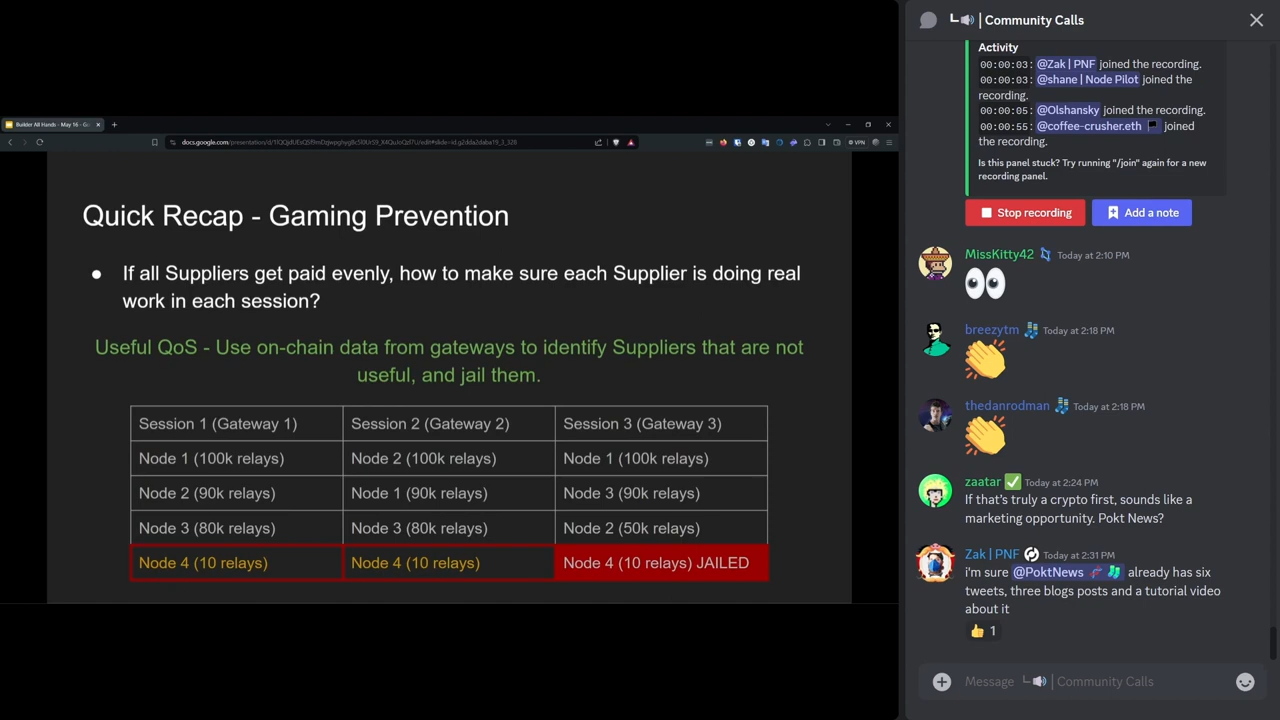 Builder All Hands - May 16 - G
Quick Recap - Gaming Prevention
● If all Suppliers get paid evenly, how to make sure each Supplier is doing real
work in each session?
Useful QoS - Use on-chain data from gateways to identify Suppliers that are not
useful, and jail them.
Session 1 (Gateway 1) Session 2 (Gateway 2) Session 3 (Gateway 3)
Node 1 (100k relays) Node 2 (100k relays) Node 1 (100k relays)
Node 2 (90k relays) Node 1 (90k relays) Node 3 (90k relays)
Node 3 (80k relays) Node 3 (80k relays) Node 2 (50k relays)
Node 4 (10 relays) Node 4 (10 relays) Node 4 (10 relays) JAILED
Community Calls
Activity
00:00:03: @Zak | PNF joined the recording.
00:00:03: @shane | Node Pilot joined the
recording.
00:00:05: @Olshansky joined the recording.
00:00:55: @coffee-crusher.eth joined
the recording.
Is this panel stuck? Try running "/join" again for a new
recording panel.
Stop recording Add a note
MissKitty42 Today at 2:10 PM
breezytm Today at 2:18 PM
thedanrodman Today at 2:18 PM
zaatar Today at 2:24 PM
If that's truly a crypto first, sounds like a
marketing opportunity. Pokt News?
Zak | PNF Today at 2:31 PM
i'm sure @PoktNews already has six
tweets, three blogs posts and a tutorial video
about it
👍 1
Message Community Calls